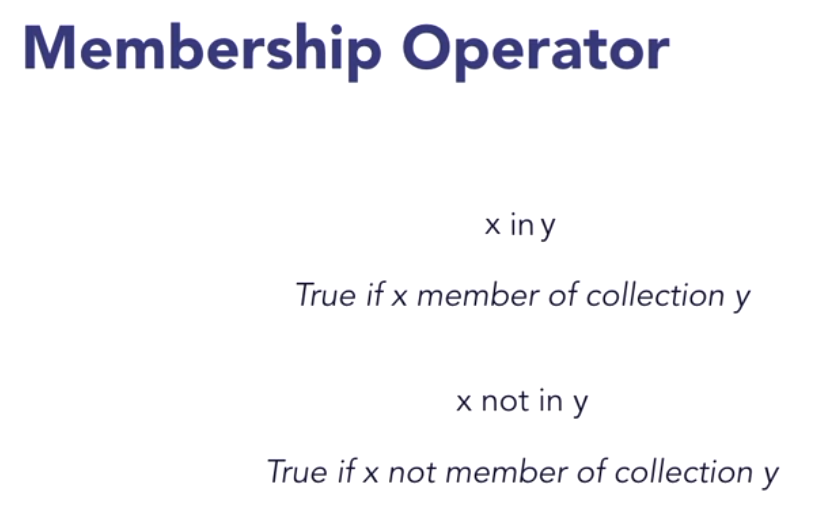 Membership Operator
x in y
True if x member of collection y
x not in y
True if x not member of collection y